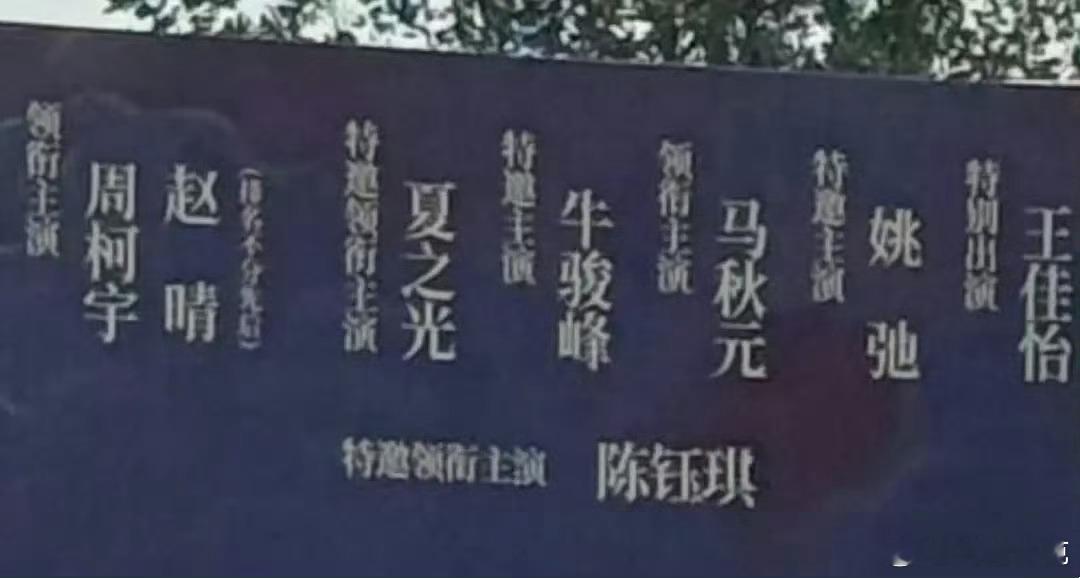 领衔主演
周柯宇
赵晴
(排名不分先后)
特邀领衔主演
夏之光
特邀主演
牛骏峰
领衔主演
马秋元
特邀主演
姚弛
特别出演
王佳怡
特邀领衔主演 陈钰琪